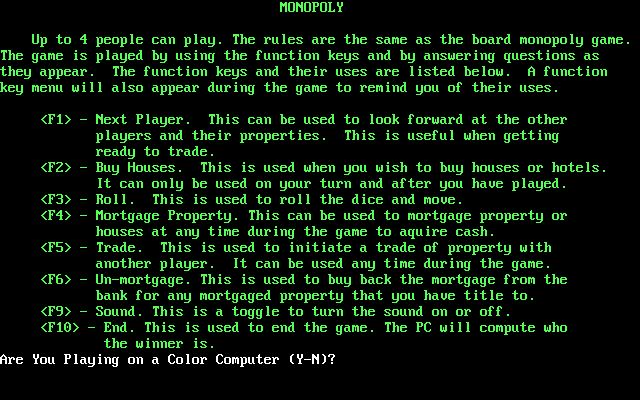 MONOPOLY
Up to 4 people can play. The rules are the same as the board monopoly game.
The game is played by using the function keys and by answering questions as
they appear.  The function keys and their uses are listed below.  A function
key menu will also appear during the game to remind you of their uses.
<F1> - Next Player.  This can be used to look forward at the other
players and their properties.  This is useful when getting
ready to trade.
<F2> - Buy Houses.  This is used when you wish to buy houses or hotels.
It can only be used on your turn and after you have played.
<F3> - Roll.  This is used to roll the dice and move.
<F4> - Mortgage Property. This can be used to mortgage property or
houses at any time during the game to aquire cash.
<F5> - Trade.  This is used to initiate a trade of property with
another player.  It can be used any time during the game.
<F6> - Un-mortgage. This is used to buy back the mortgage from the
bank for any mortgaged property that you have title to.
<F9> - Sound. This is a toggle to turn the sound on or off.
<F10> - End. This is used to end the game. The PC will compute who
the winner is.
Are You Playing on a Color Computer (Y-N)?